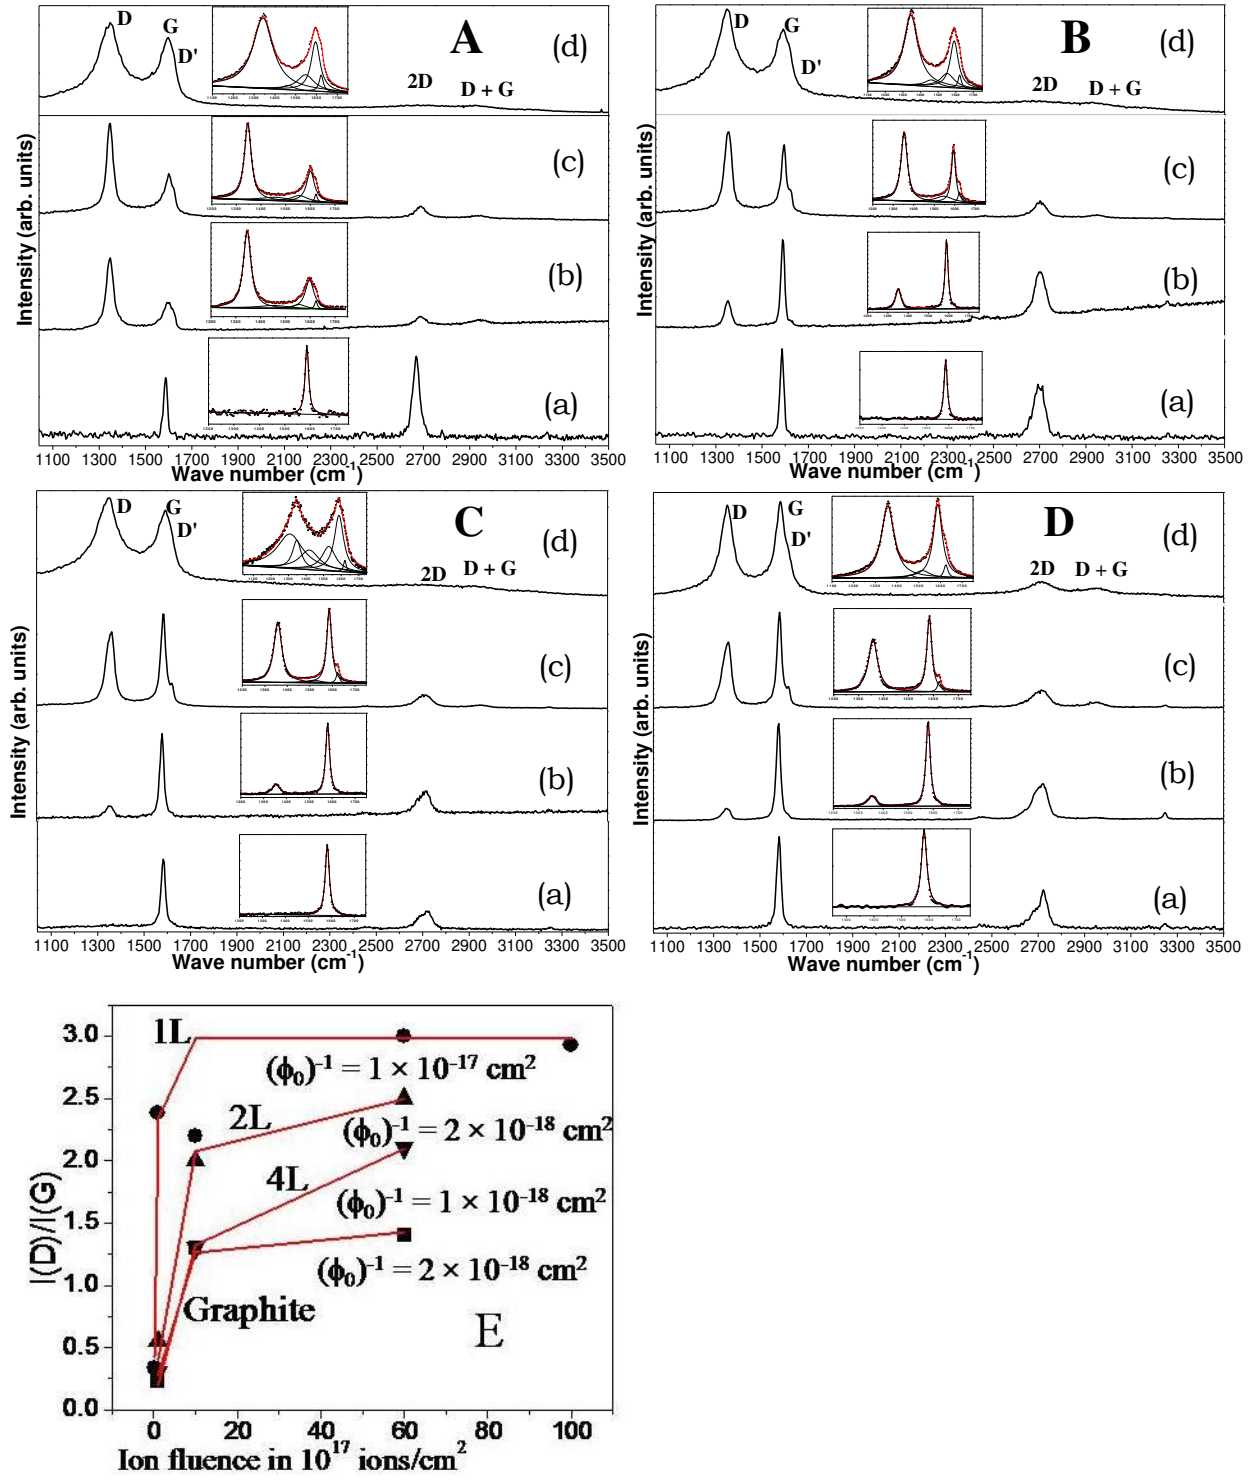 D
G
D'
A
(d)
2D
D + G
(c)
(b)
(a)
Intensity (arb. units)
1100 1300 1500 1700 1900 2100 2300 2500 2700 2900 3100 3300 3500
Wave number (cm-1)
D
G
D'
B
(d)
2D
D + G
(c)
(b)
(a)
Intensity (arb. units)
1100 1300 1500 1700 1900 2100 2300 2500 2700 2900 3100 3300 3500
Wave number (cm-1)
D
G
D'
C
(d)
2D
D + G
(c)
(b)
(a)
Intensity (arb. units)
1100 1300 1500 1700 1900 2100 2300 2500 2700 2900 3100 3300 3500
Wave number (cm-1)
D
G
D'
D
(d)
2D
D + G
(c)
(b)
(a)
Intensity (arb. units)
1100 1300 1500 1700 1900 2100 2300 2500 2700 2900 3100 3300 3500
Wave number (cm-1)
1L
(ϕ0)-1 = 1 × 10-17 cm2
2L
(ϕ0)-1 = 2 × 10-18 cm2
4L
(ϕ0)-1 = 1 × 10-18 cm2
(ϕ0)-1 = 2 × 10-18 cm2
Graphite
E
I(D)/I(G)
3.0
2.5
2.0
1.5
1.0
0.5
0.0
0 20 40 60 80 100
Ion fluence in 1017 ions/cm2